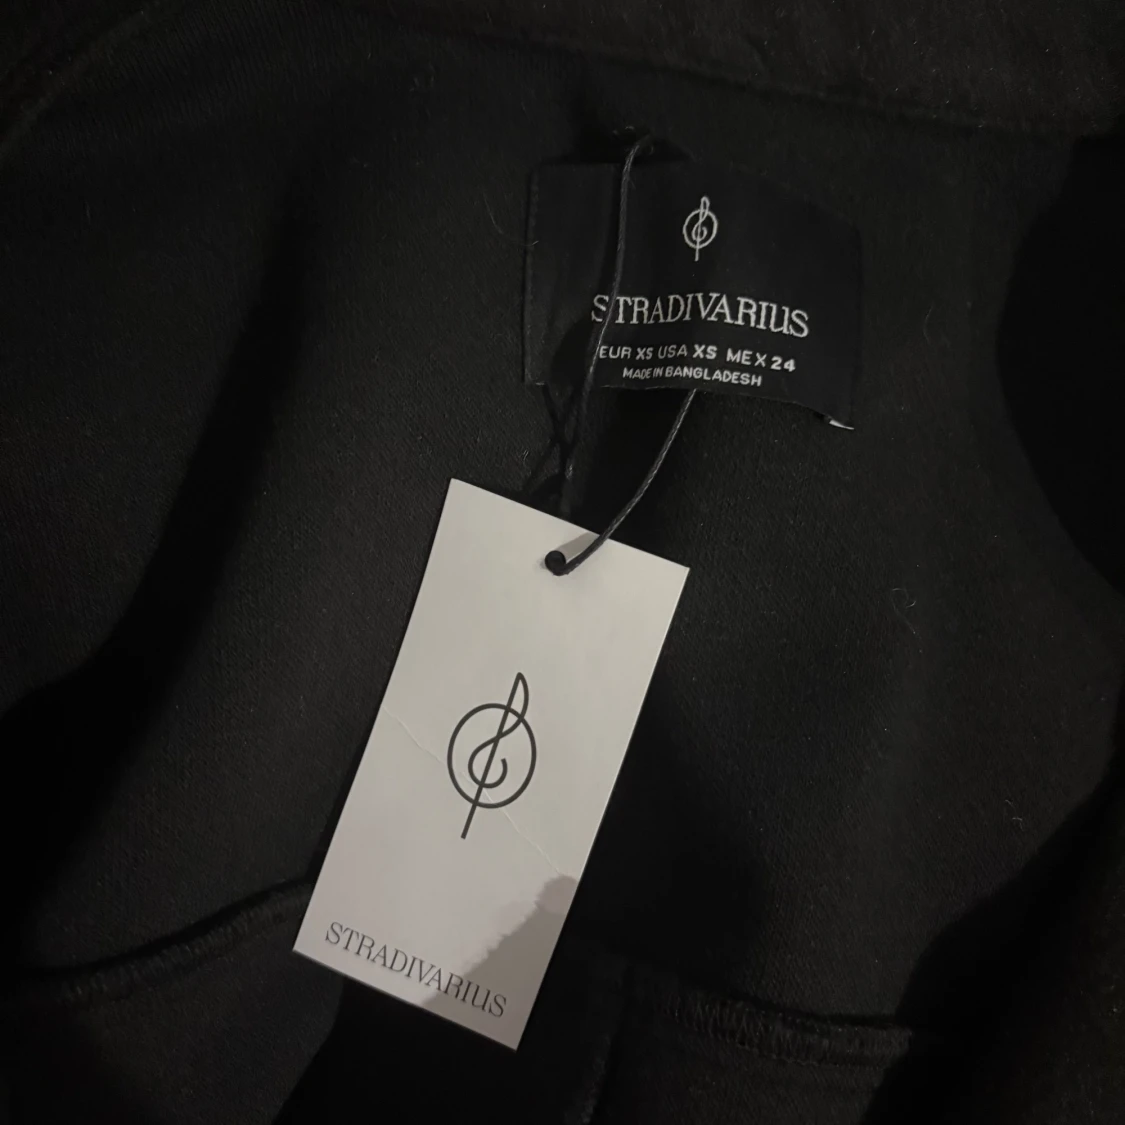 STRADIVARIUS
EUR XS USA XS MEX 24
MADE IN BANGLADESH
STRADIVARIUS